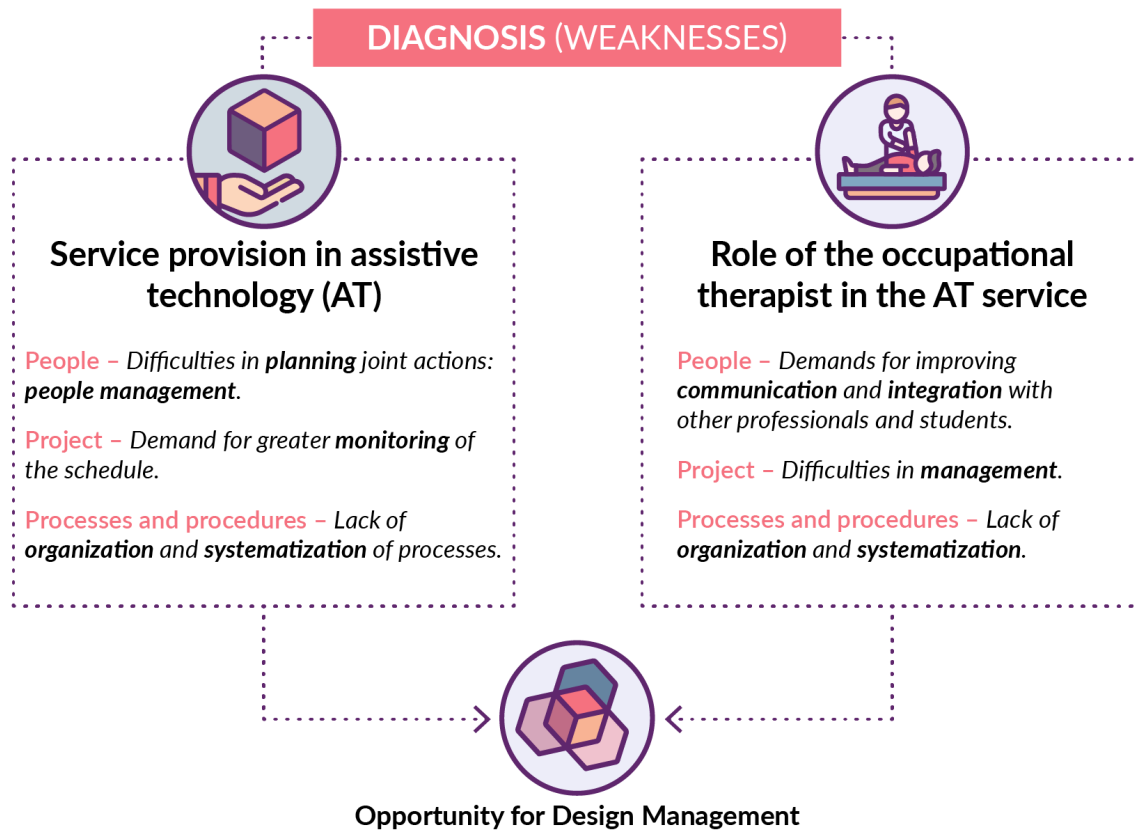 DIAGNOSIS (WEAKNESSES)
Service provision in assistive
technology (AT)
People – Difficulties in planning joint actions:
people management.
Project – Demand for greater monitoring of
the schedule.
Processes and procedures – Lack of
organization and systematization of processes.
Role of the occupational
therapist in the AT service
People – Demands for improving
communication and integration with
other professionals and students.
Project – Difficulties in management.
Processes and procedures – Lack of
organization and systematization.
Opportunity for Design Management